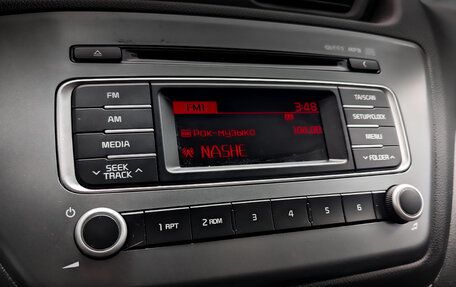 FM
AM
MEDIA
SEEK
TRACK
FM1
3:48
Рок-музыка
104.00
NASHE
TA/SCAN
SETUP/CLOCK
MENU
FOLDER
1 RPT
2 RDM
3
4
5
6